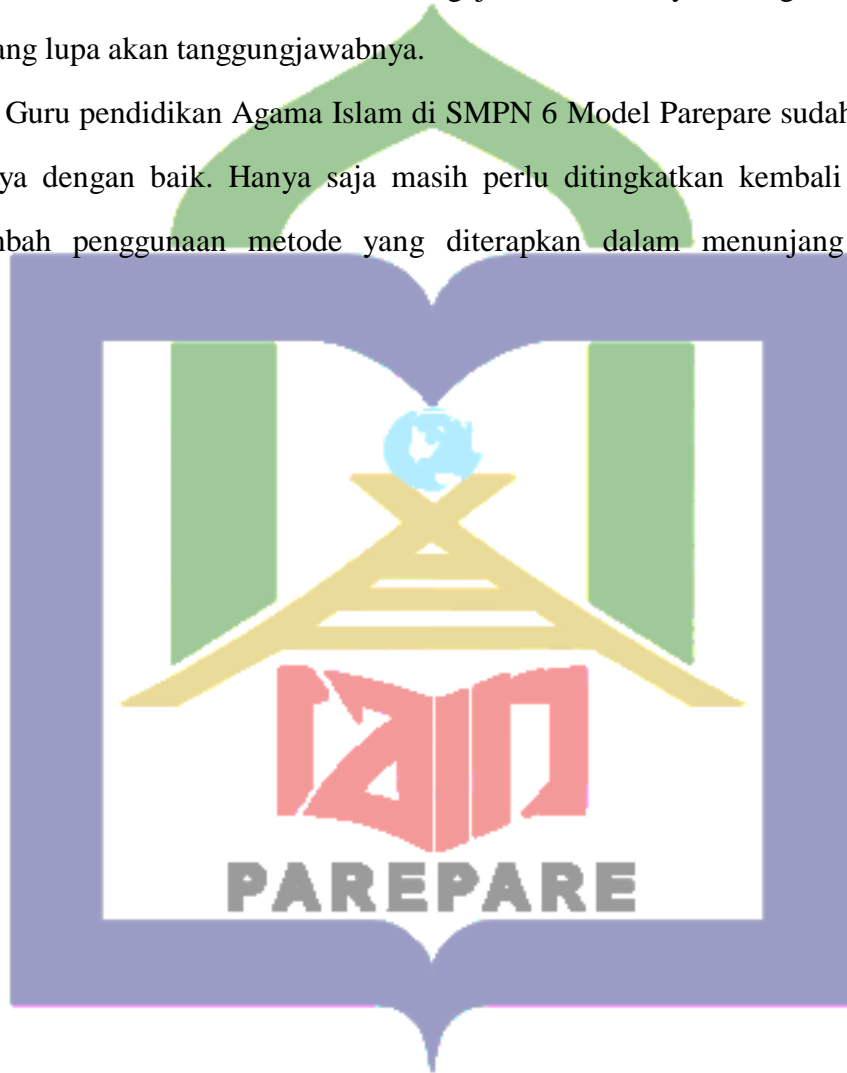 ang lupa akan tanggungjawabnya.
Guru pendidikan Agama Islam di SMPN 6 Model Parepare sudah
ya dengan baik. Hanya saja masih perlu ditingkatkan kembali
bah penggunaan metode yang diterapkan dalam menunjang
iain
PAREPARE